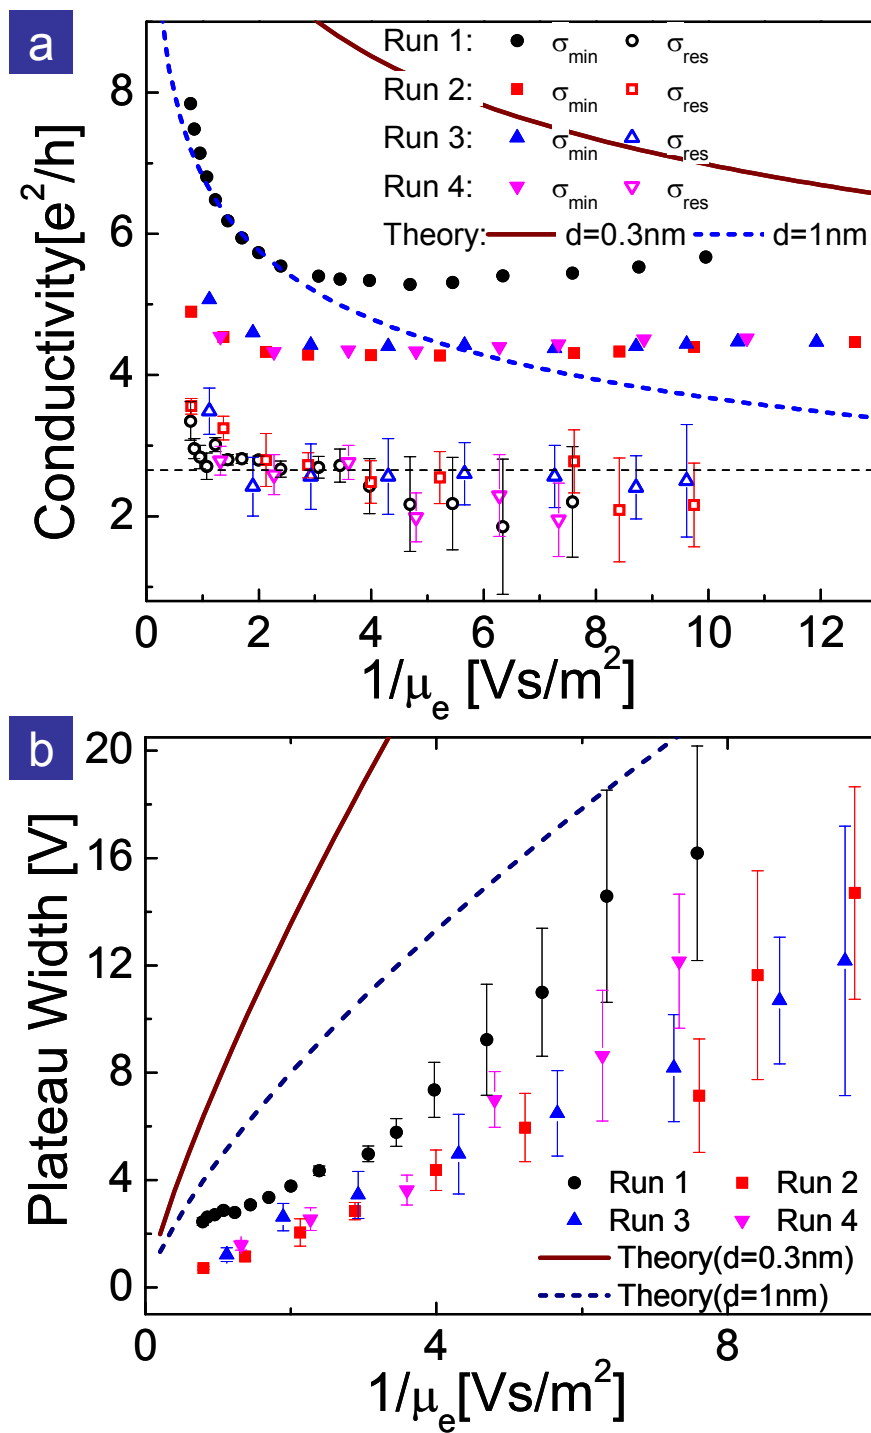 a
Run 1: σmin σres
Run 2: σmin σres
Run 3: σmin σres
Run 4: σmin σres
Theory: d=0.3nm d=1nm
Conductivity[e²/h]
8
6
4
2
0 2 4 6 8 10 12
1/μe [Vs/m²]
b
Plateau Width [V]
20
16
12
8
4
0
Run 1 Run 2
Run 3 Run 4
Theory(d=0.3nm)
Theory(d=1nm)
0 4 8
1/μe[Vs/m²]